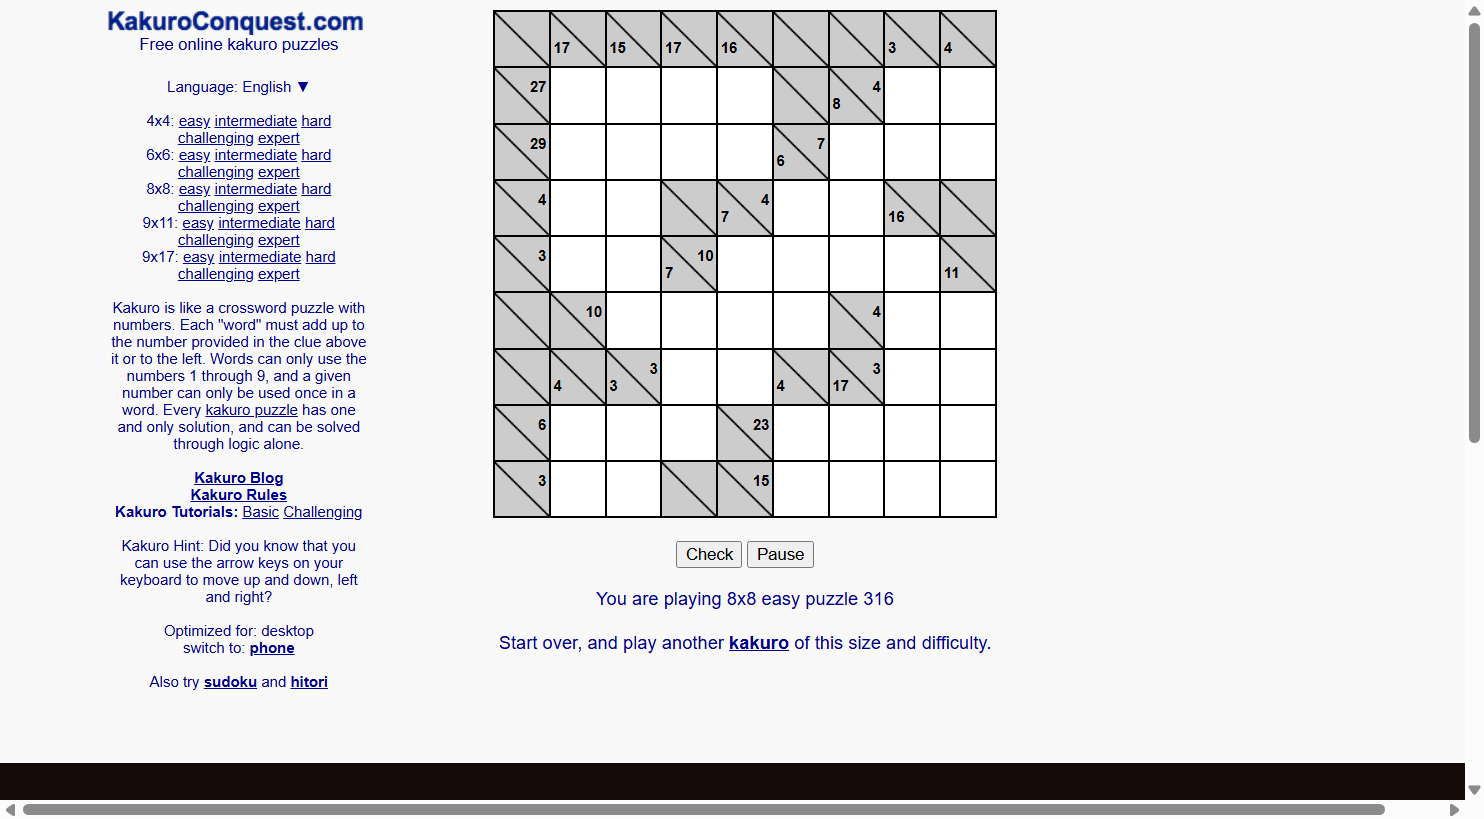 KakuroConquest.com
Free online kakuro puzzles
Language: English ▼
4x4: easy intermediate hard
challenging expert
6x6: easy intermediate hard
challenging expert
8x8: easy intermediate hard
challenging expert
9x11: easy intermediate hard
challenging expert
9x17: easy intermediate hard
challenging expert
Kakuro is like a crossword puzzle with
numbers. Each "word" must add up to
the number provided in the clue above
it or to the left. Words can only use the
numbers 1 through 9, and a given
number can only be used once in a
word. Every kakuro puzzle has one
and only solution, and can be solved
through logic alone.
Kakuro Blog
Kakuro Rules
Kakuro Tutorials: Basic Challenging
Kakuro Hint: Did you know that you
can use the arrow keys on your
keyboard to move up and down, left
and right?
Optimized for: desktop
switch to: phone
Also try sudoku and hitori
17 15 17 16 3 4
27 8 4
29 6 7
4 7 4 16
3 7 10 11
10 4
4 3 3 4 17 3
6 23
3 15
Check Pause
You are playing 8x8 easy puzzle 316
Start over, and play another kakuro of this size and difficulty.